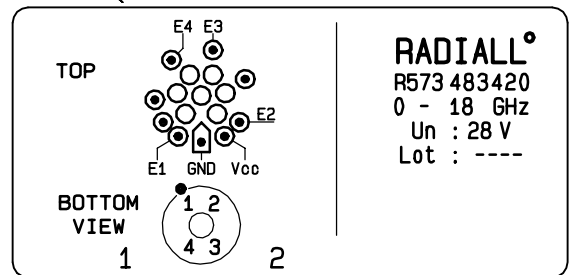 E4 E3
TOP
E2
E1 GND Vcc
BOTTOM
VIEW
1 2
4 3
1 2
RADIALL°
R573 483420
0 - 18 GHz
Un : 28 V
Lot : ----